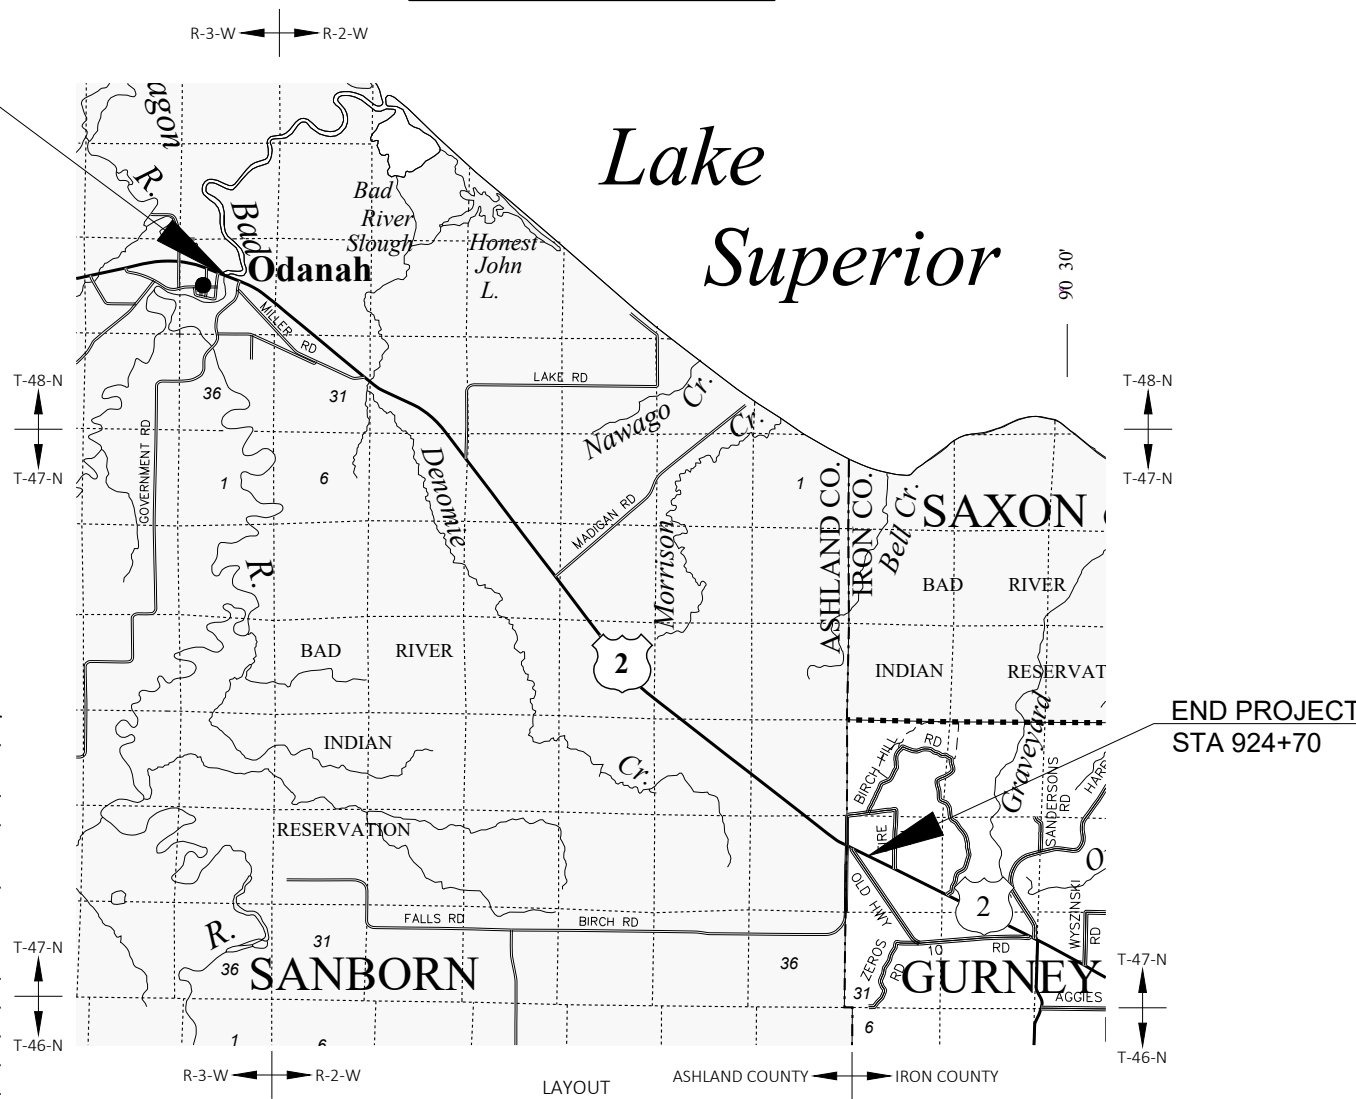 R-3-W R-2-W
agon
R.
Lake
Superior
Bad
Bad
River
Slough
Honest
John
L.
Odanah
90 30'
MILLER RD
T-48-N
T-47-N
36
31
LAKE RD
Nawago Cr.
Cr.
T-48-N
T-47-N
GOVERNMENT RD
1
6
Denomie
MADIGAN RD
Morrison
1
ASHLAND CO.
IRON CO.
Bell Cr.
SAXON
R.
BAD RIVER
BAD RIVER
2
INDIAN RESERVAT
INDIAN
Cr.
RESERVATION
BIRCH HILL RD
Graveyard
SANDERSONS RD
HARS
END PROJECT
STA 924+70
IRE
OLD HWY
10 RD
2
WYSZINSKI RD
O
FALLS RD BIRCH RD
R.
31
36
SANBORN
36
ZEROS RD
31
GURNEY
AGGIES
T-47-N
T-46-N
T-47-N
T-46-N
1
6
6
R-3-W R-2-W
LAYOUT
ASHLAND COUNTY IRON COUNTY